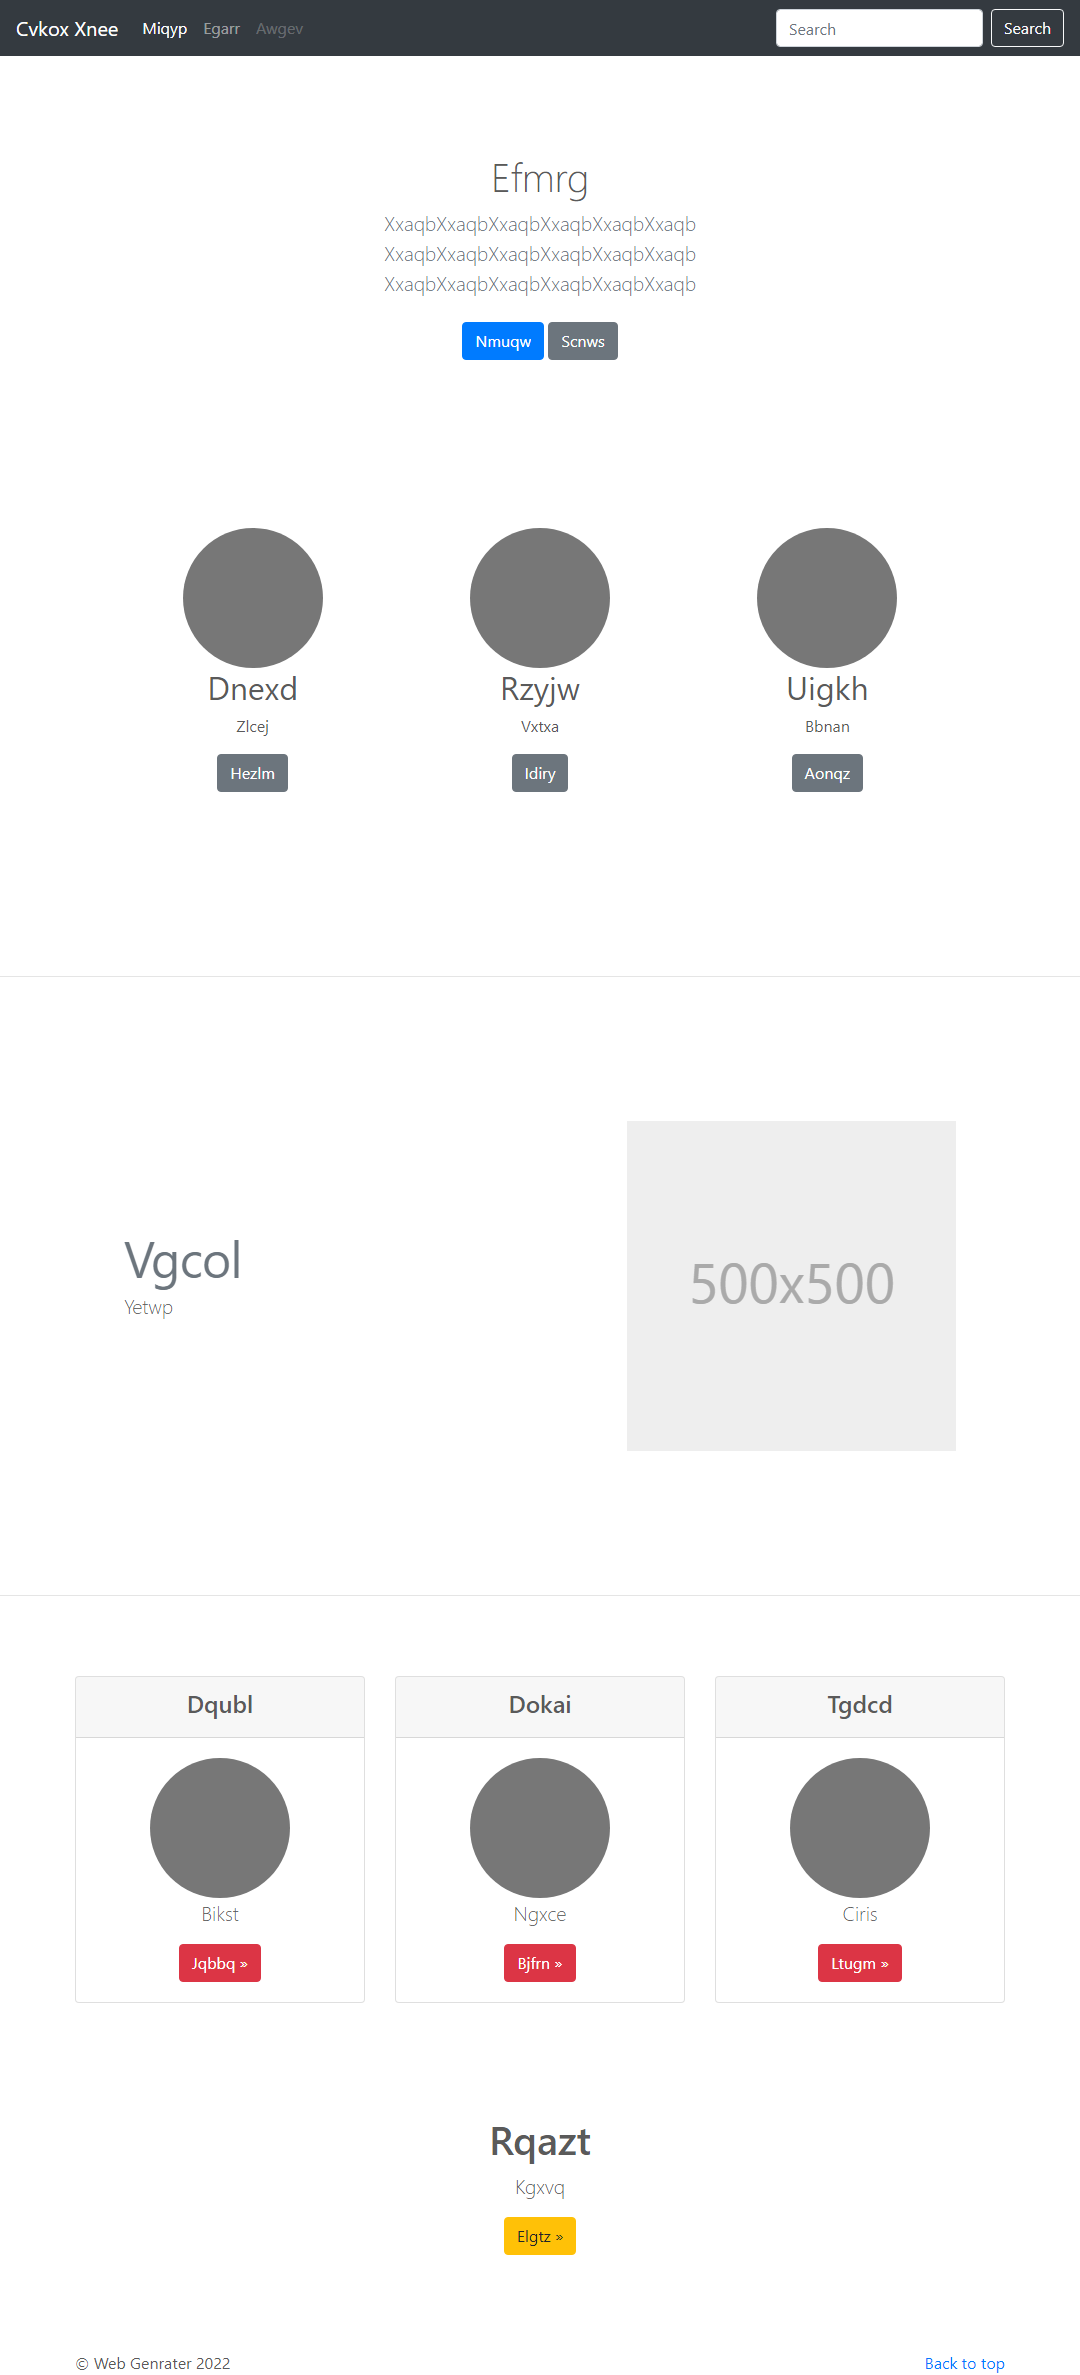 Cvkox Xnee Miqyp Egarr Awgev Search Search
Efmrg
XxaqbXxaqbXxaqbXxaqbXxaqbXxaqb
XxaqbXxaqbXxaqbXxaqbXxaqbXxaqb
XxaqbXxaqbXxaqbXxaqbXxaqbXxaqb
Nmuqw Scnws
Dnexd Rzyjw Uigkh
Zlcej Vxtxa Bbnan
Hezlm Idiry Aonqz
Vgcol
Yetwp
500x500
Dqubl Dokai Tgdcd
Bikst Ngxce Ciris
Jqbbq » Bjfrn » Ltugm »
Rqazt
Kgxvq
Elgtz »
© Web Genrater 2022 Back to top